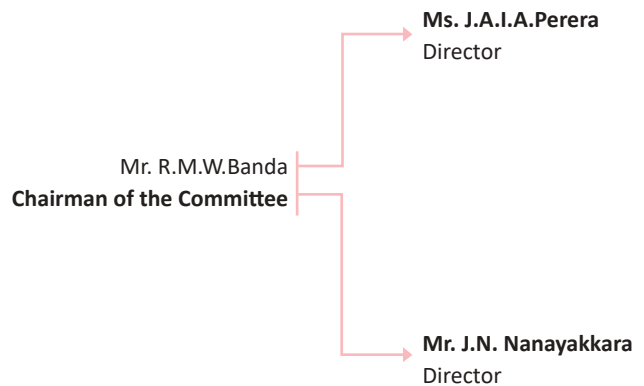 Ms. J.A.I.A.Perera
Director
Mr. R.M.W.Banda
Chairman of the Committee
Mr. J.N. Nanayakkara
Director